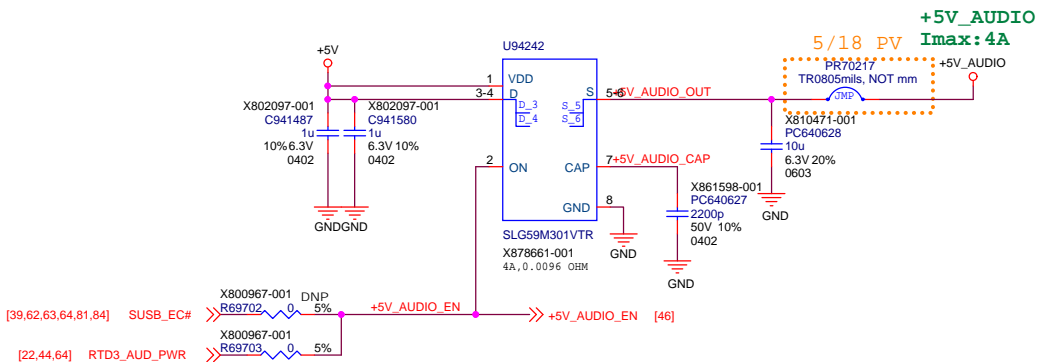 +5V_AUDIO
5/18 PV Imax:4A
U94242
+5V
PR70217
TR0805mils, NOT mm
+5V_AUDIO
1 VDD
3-4 D
D_3
D_4
S 5-6 +5V_AUDIO_OUT
S_5
S_6
JMP
X802097-001 X802097-001
C941487 C941580
1u 1u
10% 6.3V 6.3V 10%
0402 0402
X810471-001
PC640628
10u
6.3V 20%
0603
2 ON
CAP 7 +5V_AUDIO_CAP
X861598-001
PC640627
2200p
50V 10%
0402
GND 8
GND GND
GND
GND
GND
SLG59M301VTR
X878661-001
4A,0.0096 OHM
X800967-001 DNP
[39,62,63,64,81,84] SUSB_EC# R69702 0 5% +5V_AUDIO_EN +5V_AUDIO_EN [46]
X800967-001
[22,44,64] RTD3_AUD_PWR R69703 0 5%